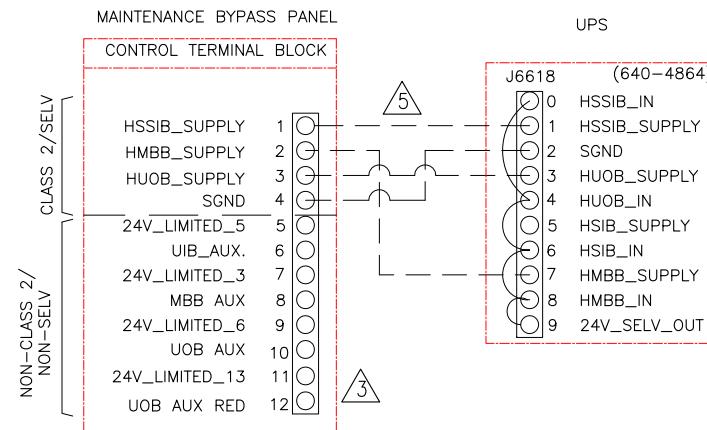 MAINTENANCE BYPASS PANEL
UPS
CONTROL TERMINAL BLOCK
J6618 (640-4864)
CLASS 2/SELV
HSSIB_SUPPLY 1
HMBB_SUPPLY 2
HUOB_SUPPLY 3
SGND 4
NON-CLASS 2/
NON-SELV
24V_LIMITED_5 5
UIB_AUX. 6
24V_LIMITED_3 7
MBB AUX 8
24V_LIMITED_6 9
UOB AUX 10
24V_LIMITED_13 11
UOB AUX RED 12
5
3
0 HSSIB_IN
1 HSSIB_SUPPLY
2 SGND
3 HUOB_SUPPLY
4 HUOB_IN
5 HSIB_SUPPLY
6 HSIB_IN
7 HMBB_SUPPLY
8 HMBB_IN
9 24V_SELV_OUT